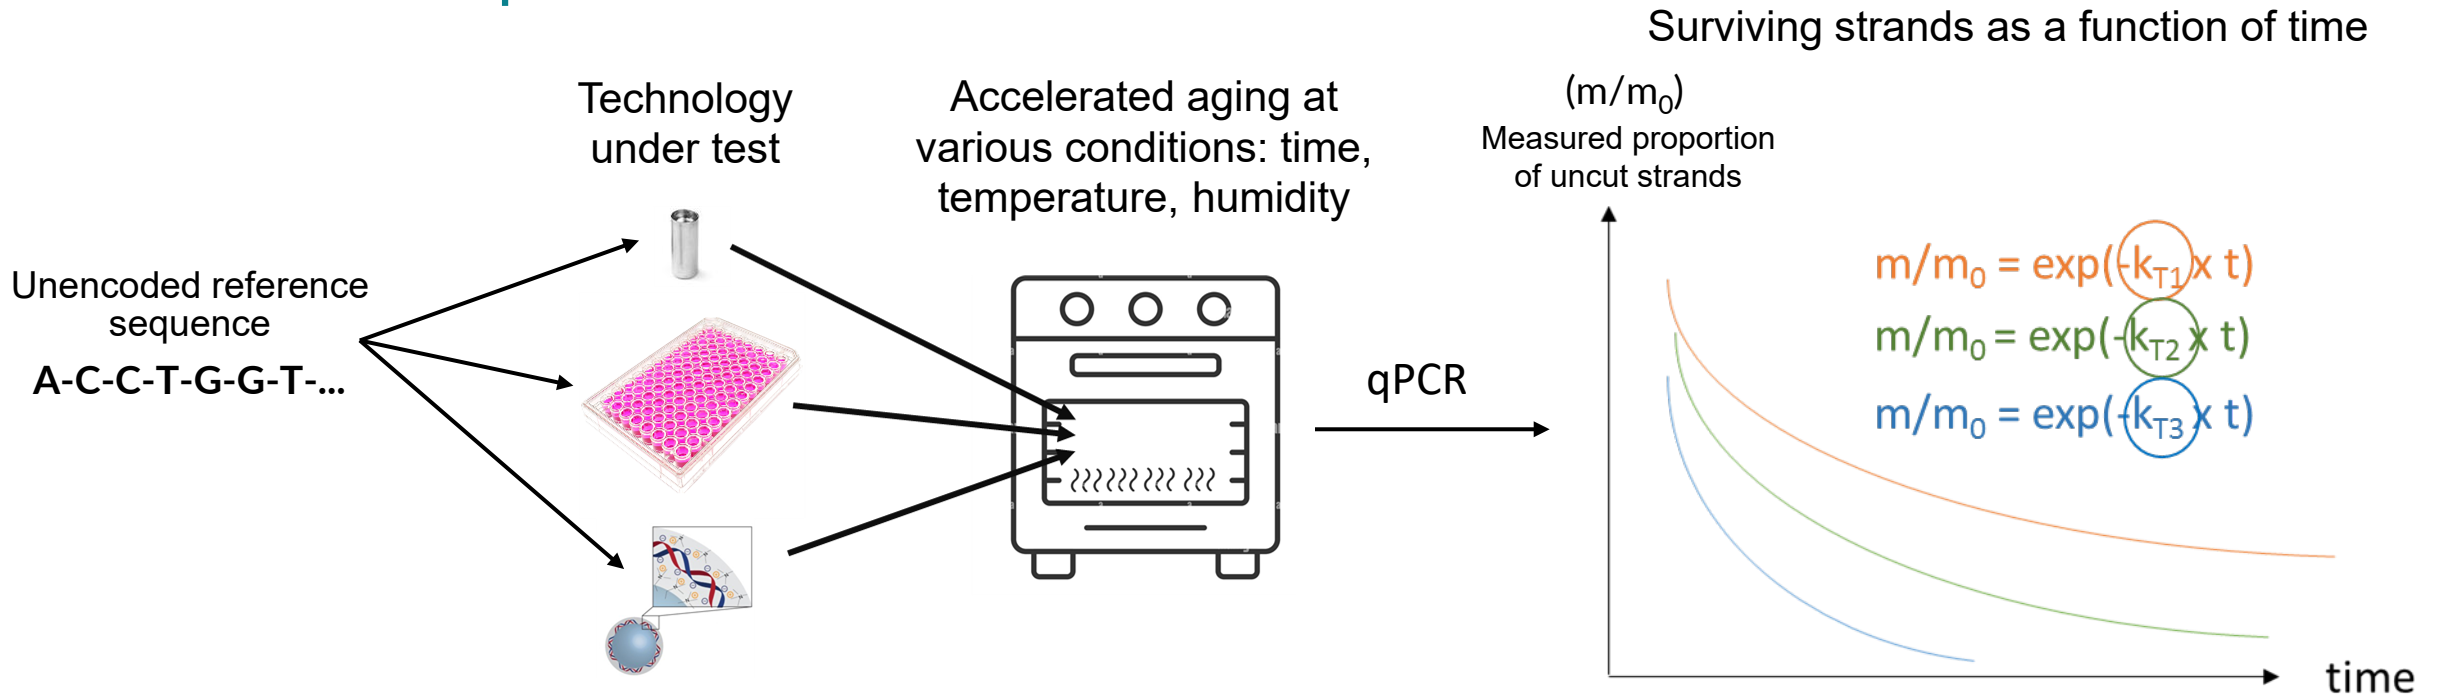 Surviving strands as a function of time
Technology
under test
Accelerated aging at
various conditions: time,
temperature, humidity
(m/m₀)
Measured proportion
of uncut strands
Unencoded reference
sequence
A-C-C-T-G-G-T-...
qPCR
m/m₀ = exp(-kT1 x t)
m/m₀ = exp(-kT2 x t)
m/m₀ = exp(-kT3 x t)
time